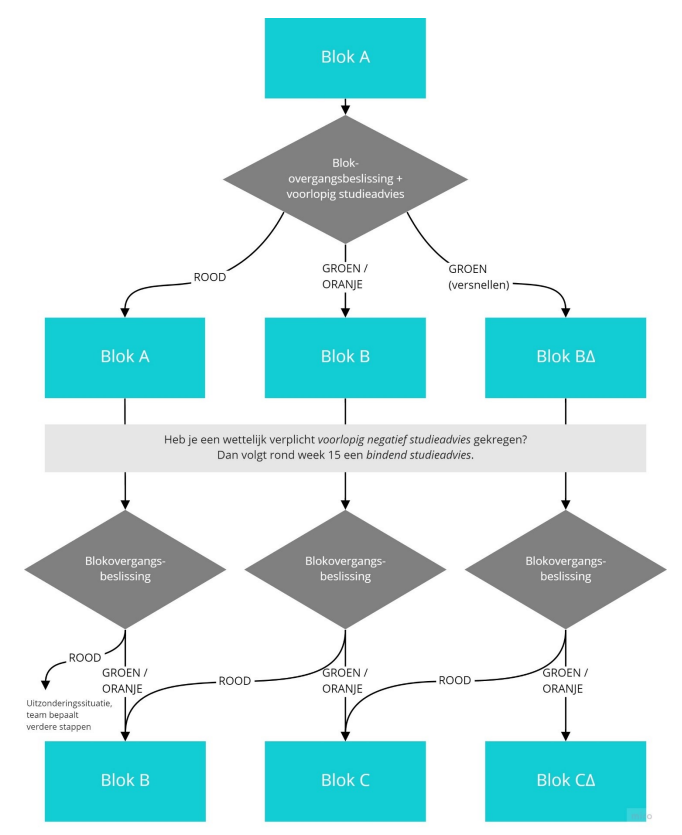 Blok A
Blok-
overgangsbeslissing +
voorlopig studieadvies
ROOD
GROEN /
ORANJE
GROEN
(versnellen)
Blok A
Blok B
Blok BΔ
Heb je een wettelijk verplicht voorlopig negatief studieadvies gekregen?
Dan volgt rond week 15 een bindend studieadvies.
Blokovergangs-
beslissing
Blokovergangs-
beslissing
Blokovergangs-
beslissing
ROOD
GROEN /
ORANJE
ROOD
GROEN /
ORANJE
ROOD
GROEN /
ORANJE
Uitzonderingssituatie,
team bepaalt
verdere stappen
Blok B
Blok C
Blok CΔ